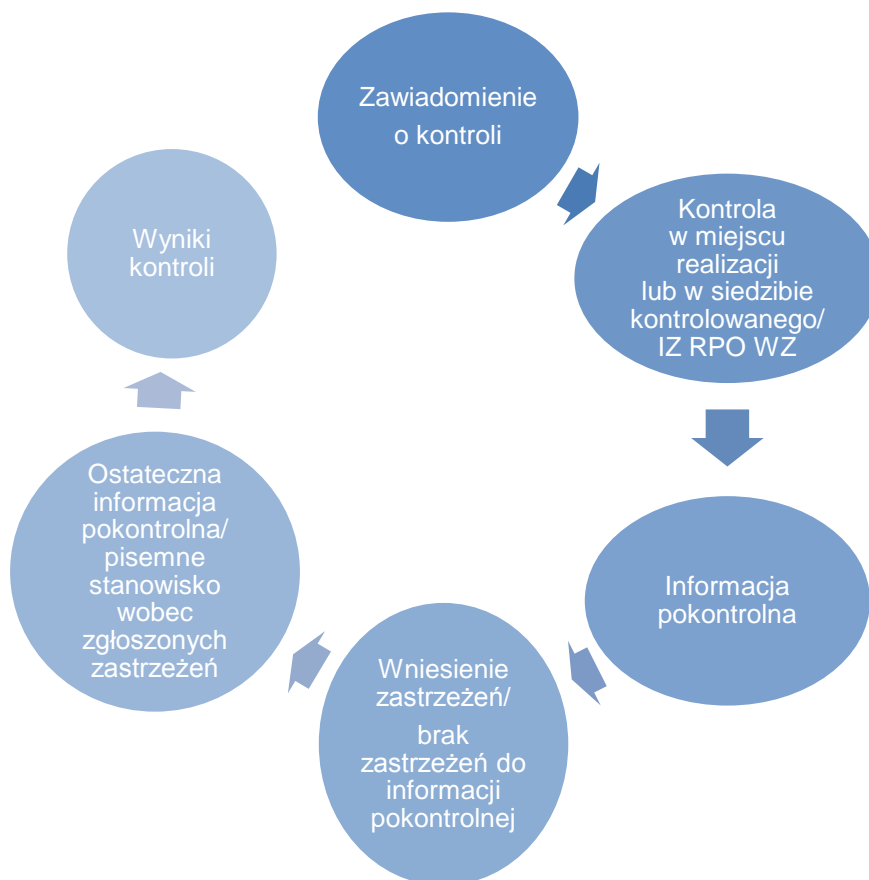 Zawiadomienie
o kontroli
Kontrola
w miejscu
realizacji
lub w siedzibie
kontrolowanego/
IZ RPO WZ
Informacja
pokontrolna
Wniesienie
zastrzeżeń/
brak
zastrzeżeń do
informacji
pokontrolnej
Ostateczna
informacja
pokontrolna/
pisemne
stanowisko
wobec
zgłoszonych
zastrzeżeń
Wyniki
kontroli